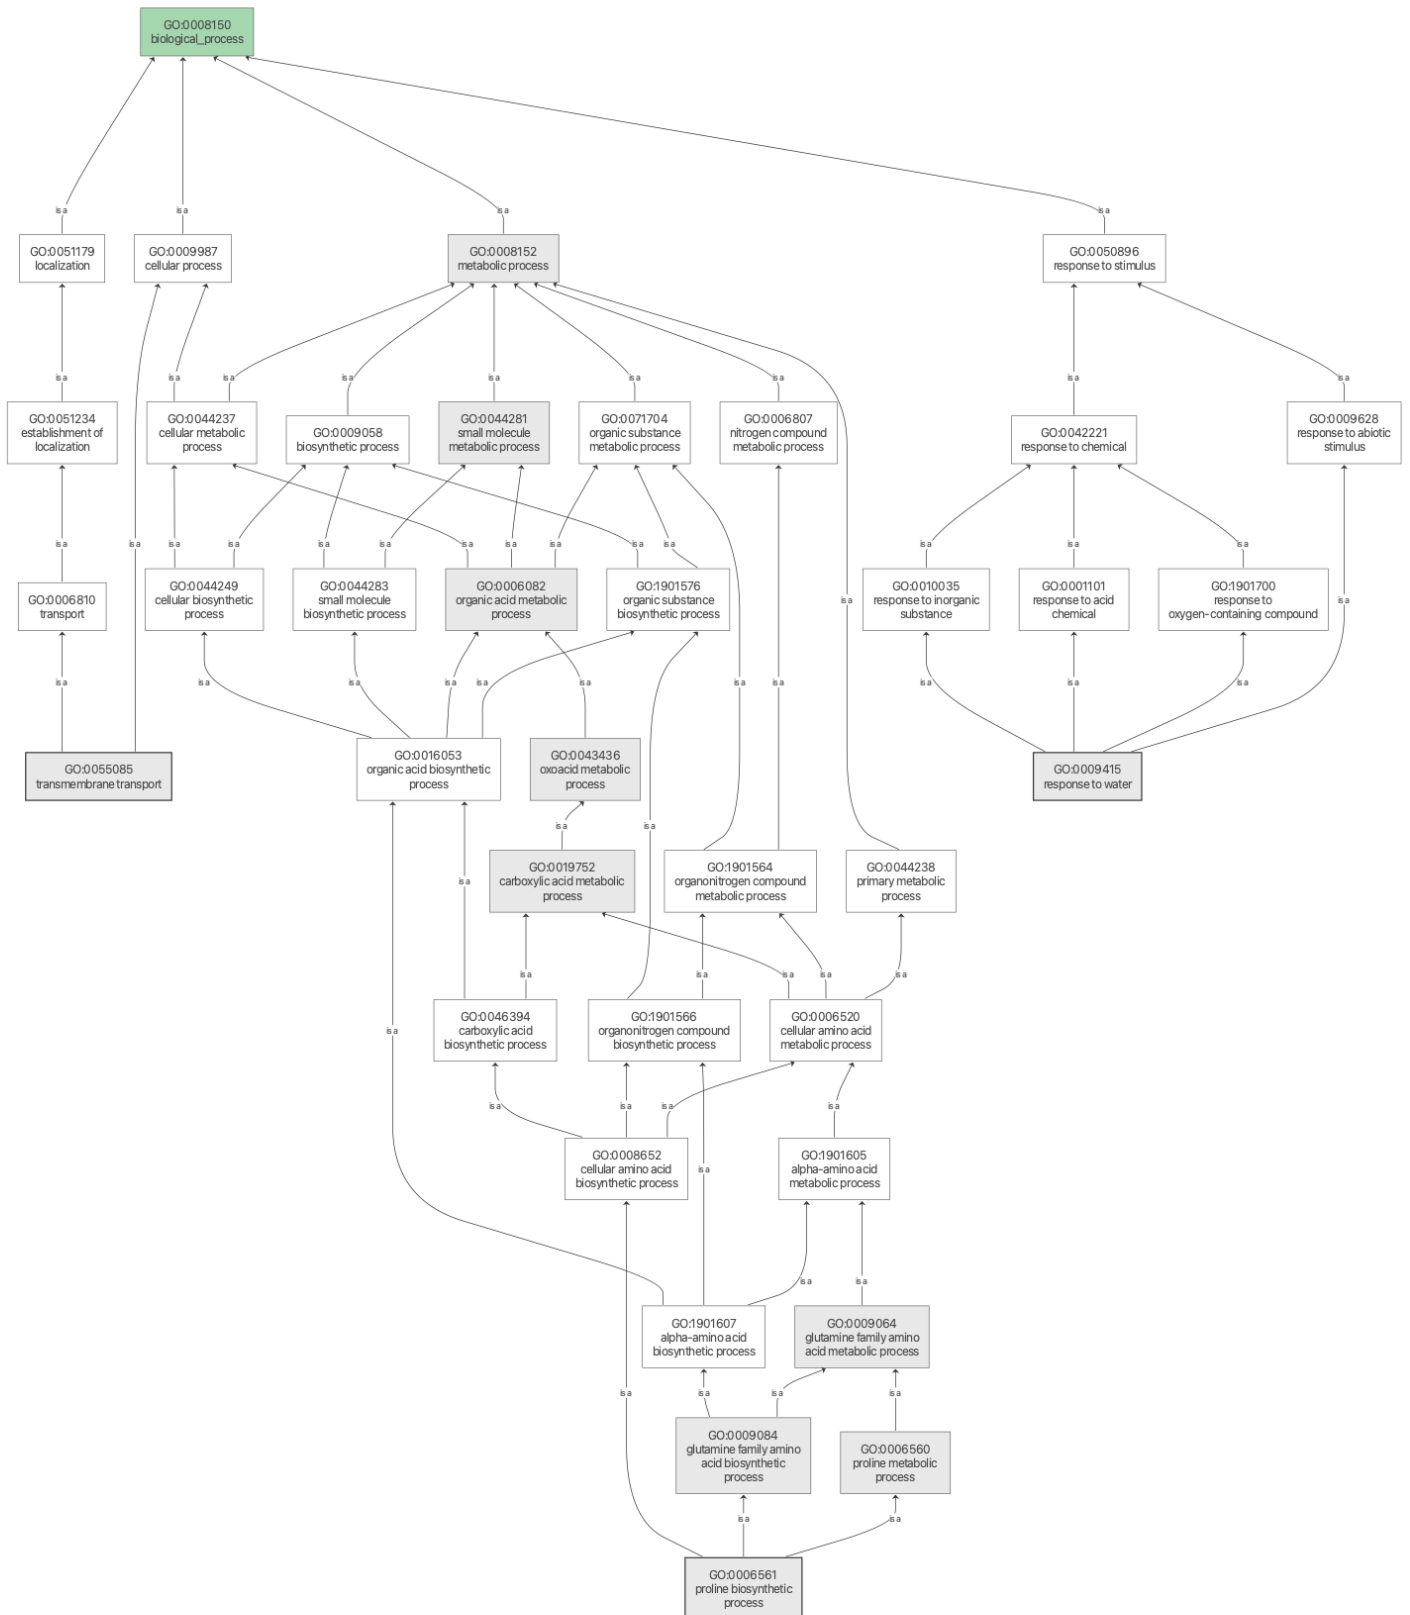 GO:0008150
biological_process
is a
is a
is a
is a
GO:0051179
localization
GO:0009987
cellular process
GO:0008152
metabolic process
GO:0050896
response to stimulus
is a
is a
is a
is a
is a
is a
is a
is a
is a
GO:0051234
establishment of
localization
GO:0044237
cellular metabolic
process
GO:0009058
biosynthetic process
GO:0044281
small molecule
metabolic process
GO:0071704
organic substance
metabolic process
GO:0006807
nitrogen compound
metabolic process
GO:0042221
response to chemical
GO:0009628
response to abiotic
stimulus
is a
is a
is a
is a
is a
is a
is a
is a
is a
is a
is a
is a
is a
is a
GO:0006810
transport
GO:0044249
cellular biosynthetic
process
GO:0044283
small molecule
biosynthetic process
GO:0006082
organic acid metabolic
process
GO:1901576
organic substance
biosynthetic process
is a
GO:0010035
response to inorganic
substance
GO:0001101
response to acid
chemical
GO:1901700
response to
oxygen-containing compound
is a
is a
is a
is a
is a
is a
is a
is a
is a
is a
is a
is a
GO:0055085
transmembrane transport
GO:0016053
organic acid biosynthetic
process
GO:0043436
oxoacid metabolic
process
GO:0009415
response to water
is a
is a
GO:0019752
carboxylic acid metabolic
process
GO:1901564
organonitrogen compound
metabolic process
GO:0044238
primary metabolic
process
is a
is a
is a
is a
is a
is a
GO:0046394
carboxylic acid
biosynthetic process
GO:1901566
organonitrogen compound
biosynthetic process
GO:0006520
cellular amino acid
metabolic process
is a
is a
is a
is a
is a
GO:0008652
cellular amino acid
biosynthetic process
GO:1901605
alpha-amino acid
metabolic process
is a
is a
is a
GO:1901607
alpha-amino acid
biosynthetic process
GO:0009064
glutamine family amino
acid metabolic process
is a
is a
is a
is a
GO:0009084
glutamine family amino
acid biosynthetic
process
GO:0006560
proline metabolic
process
is a
is a
GO:0006561
proline biosynthetic
process